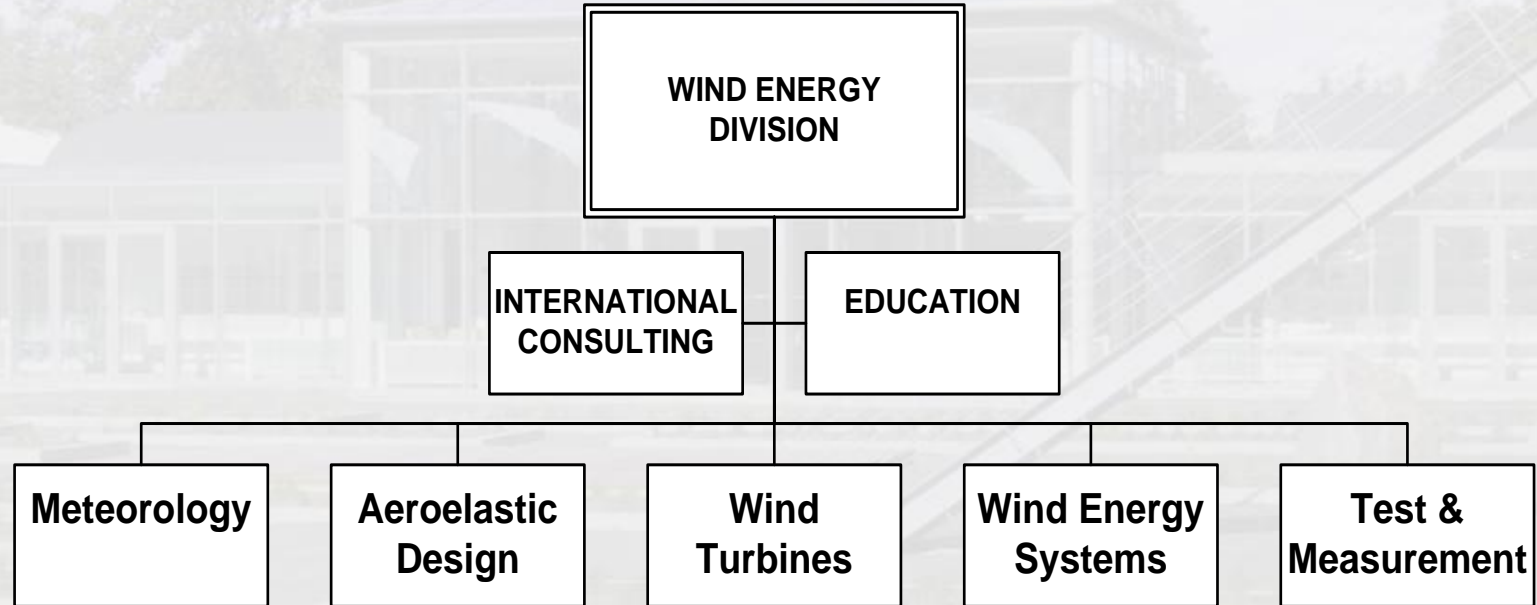 WIND ENERGY
DIVISION
INTERNATIONAL
CONSULTING
EDUCATION
Meteorology
Aeroelastic
Design
Wind
Turbines
Wind Energy
Systems
Test &
Measurement